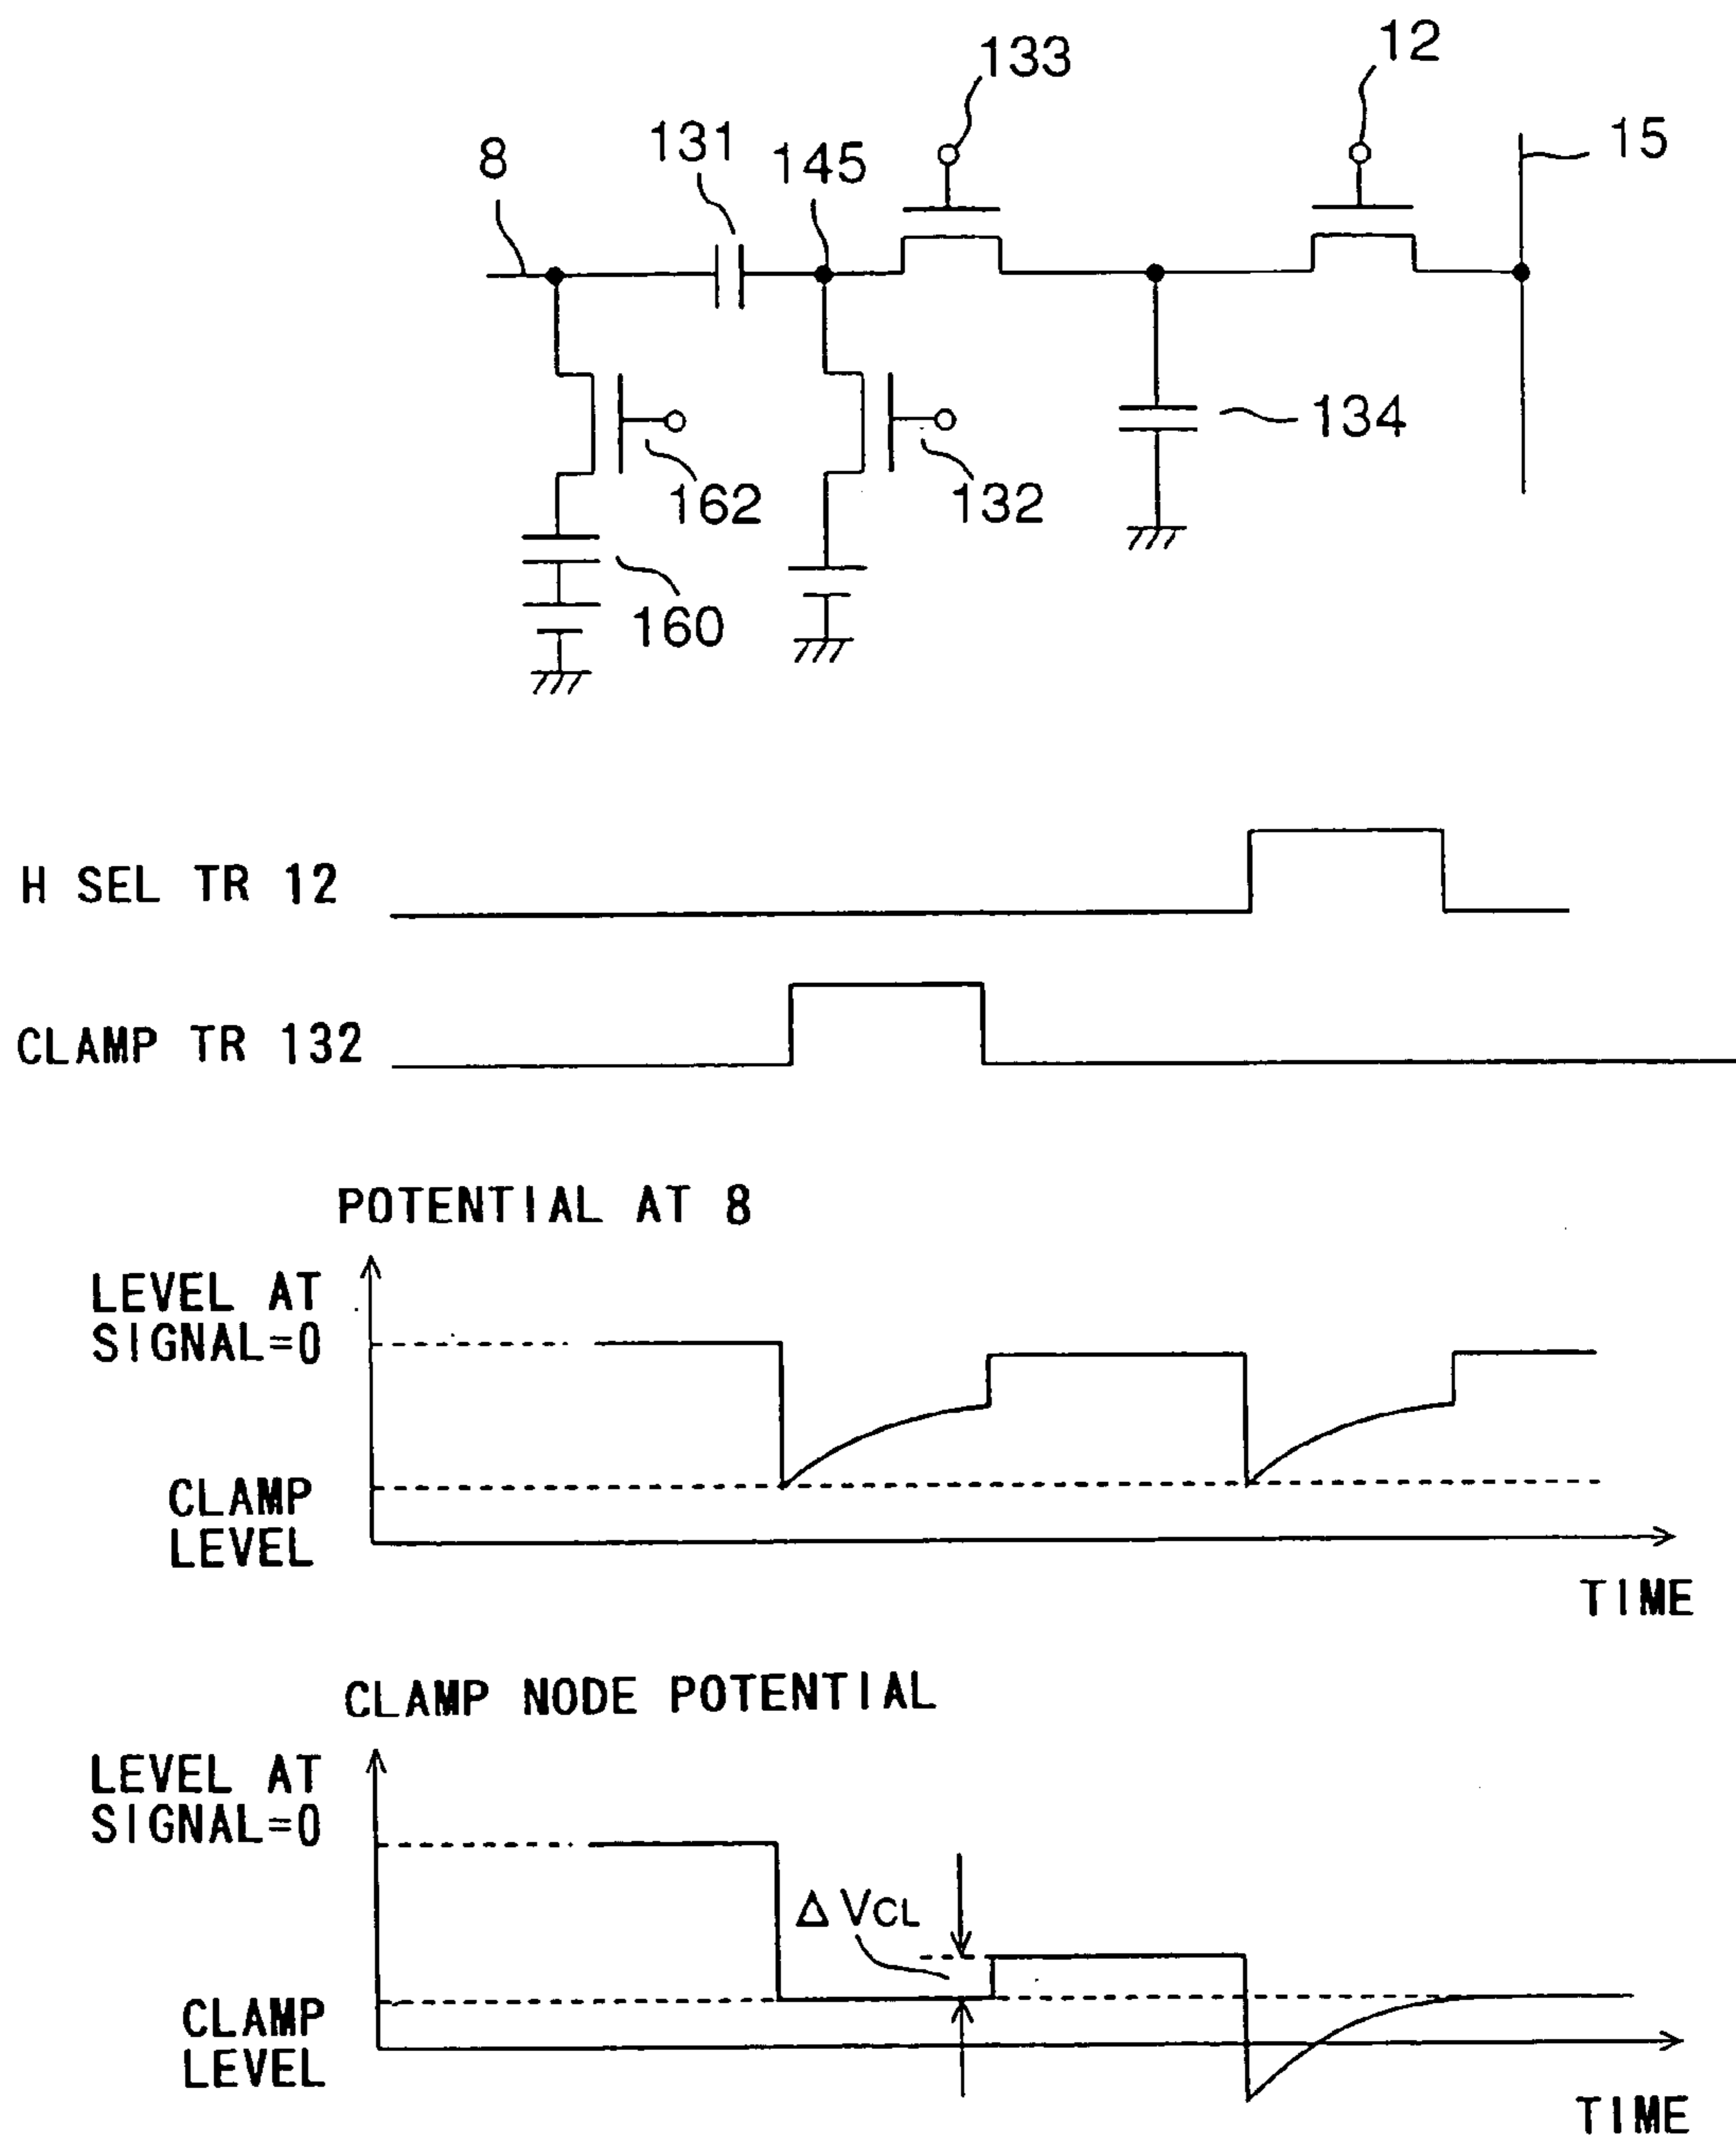 133
12
8
131
145
15
134
162
132
160
H SEL TR 12
CLAMP TR 132
POTENTIAL AT 8
LEVEL AT
SIGNAL=0
CLAMP
LEVEL
TIME
CLAMP NODE POTENTIAL
LEVEL AT
SIGNAL=0
Δ VCL
CLAMP
LEVEL
TIME